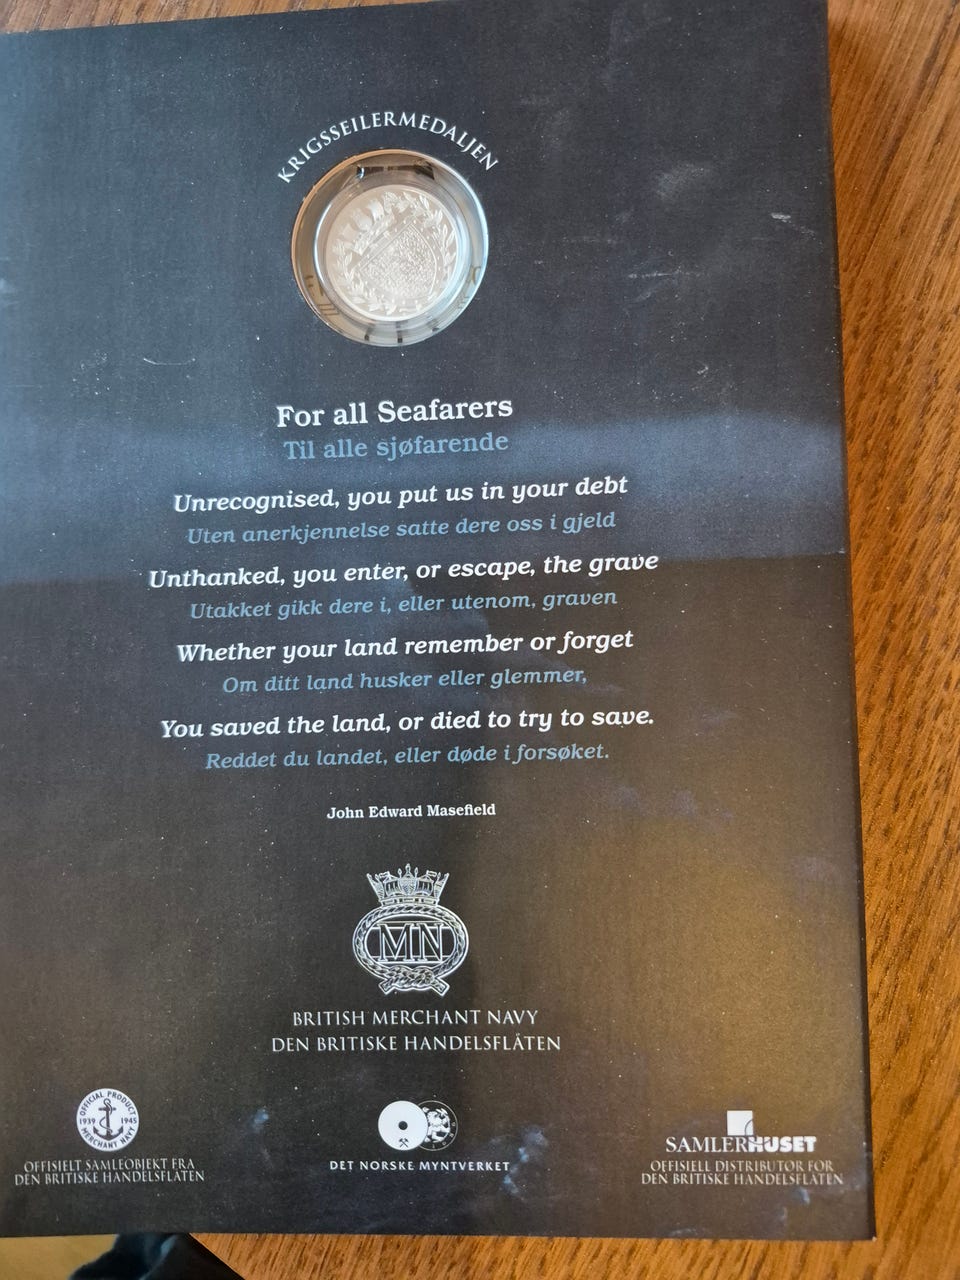 KRIGSSEILERMEDALJEN
For all Seafarers
Til alle sjøfarende
Unrecognised, you put us in your debt
Uten anerkjennelse satte dere oss i gjeld
Unthanked, you enter, or escape, the grave
Utakket gikk dere i, eller utenom, graven
Whether your land remember or forget
Om ditt land husker eller glemmer,
You saved the land, or died to try to save.
Reddet du landet, eller døde i forsøket.
John Edward Masefield
MN
BRITISH MERCHANT NAVY
DEN BRITISKE HANDELSFLÅTEN
OFFICIAL PRODUCT
1939 1945
MERCHANT NAVY
OFFISIELT SAMLEOBJEKT FRA
DEN BRITISKE HANDELSFLÅTEN
DET NORSKE MYNTVERKET
SAMLERHUSET
OFFISIELL DISTRIBUTØR FOR
DEN BRITISKE HANDELSFLÅTEN